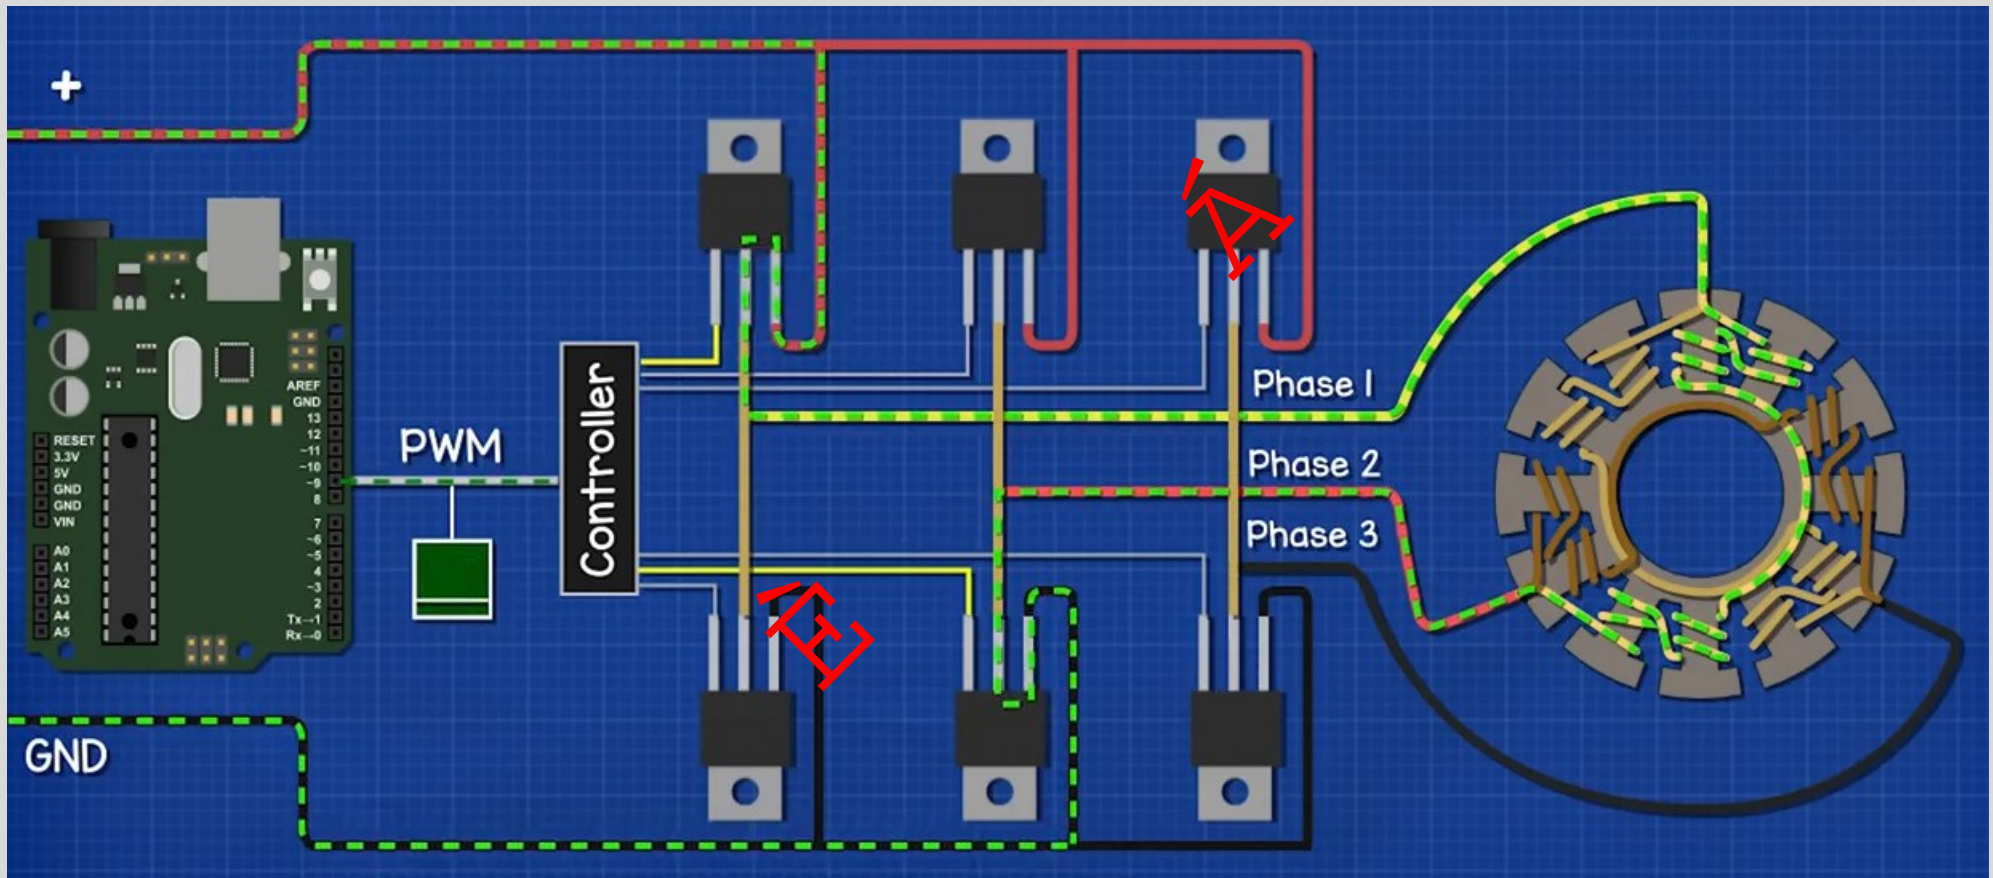 +
Á
AREF
GND
13
12
~11
~10
~9
8
7
~6
~5
4
~3
2
Tx→1
Rx→0
RESET
3.3V
5V
GND
GND
VIN
A0
A1
A2
A3
A4
A5
PWM
Controller
Phase 1
Phase 2
Phase 3
É
GND